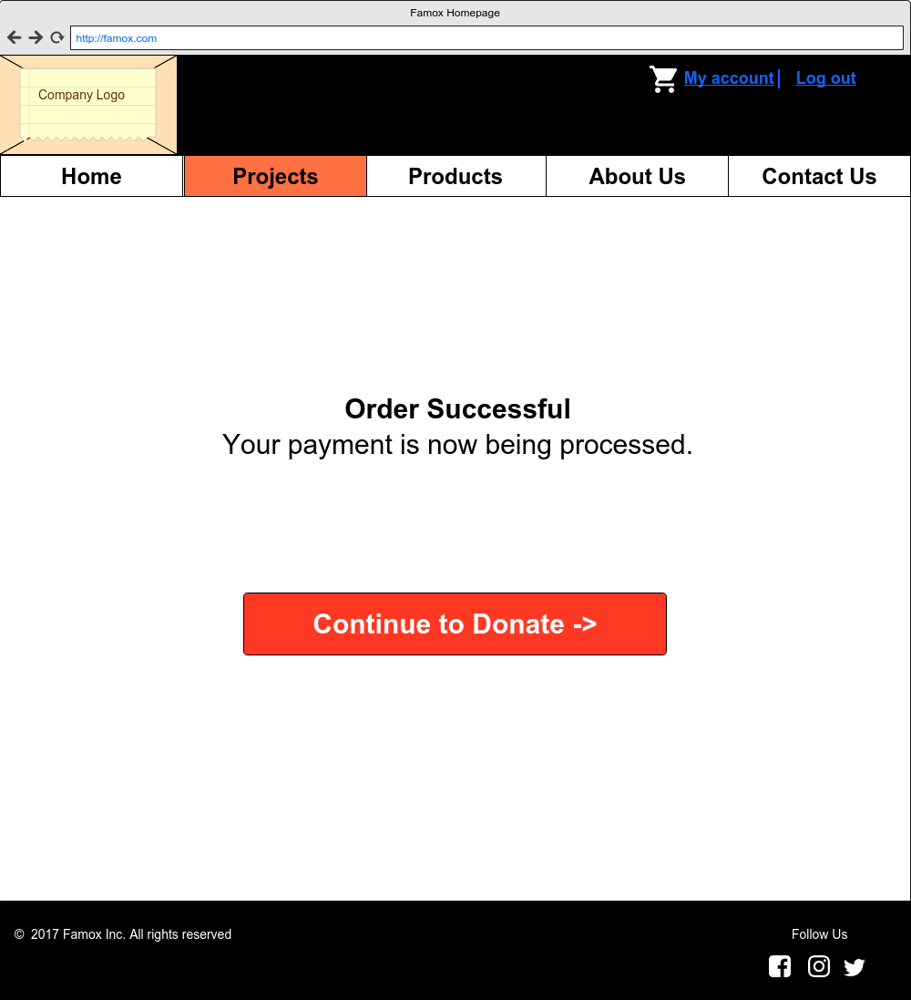 Famox Homepage
http://famox.com
Company Logo
My account | Log out
Home Projects Products About Us Contact Us
Order Successful
Your payment is now being processed.
Continue to Donate ->
© 2017 Famox Inc. All rights reserved
Follow Us